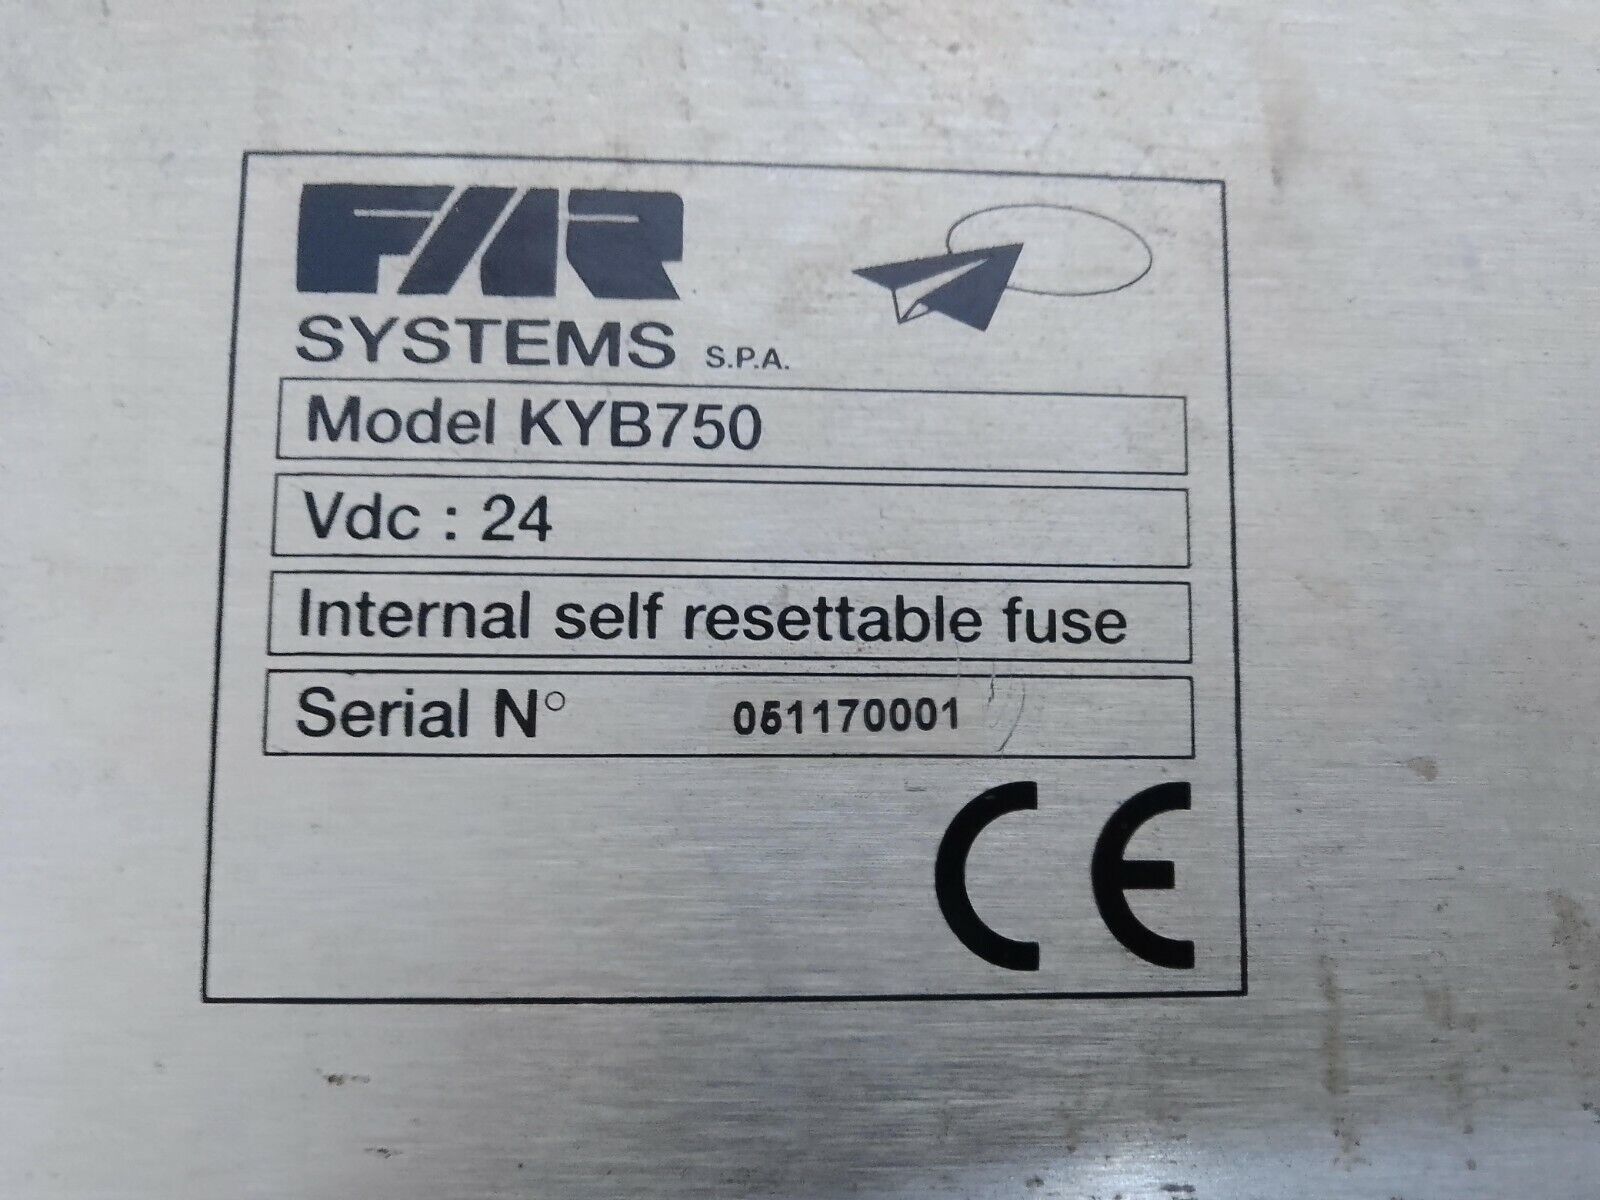 FAR
SYSTEMS S.P.A.
Model KYB750
Vdc : 24
Internal self resettable fuse
Serial N° 051170001
CE